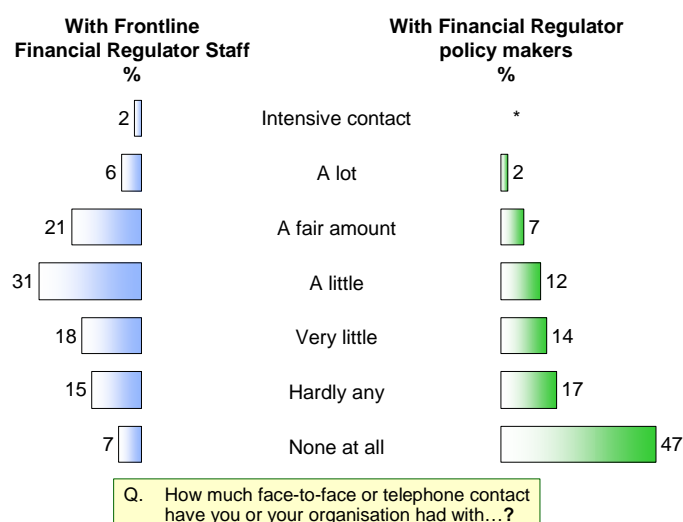 With Frontline
Financial Regulator Staff
%
With Financial Regulator
policy makers
%
2 Intensive contact *
6 A lot 2
21 A fair amount 7
31 A little 12
18 Very little 14
15 Hardly any 17
7 None at all 47
Q. How much face-to-face or telephone contact
have you or your organisation had with…?